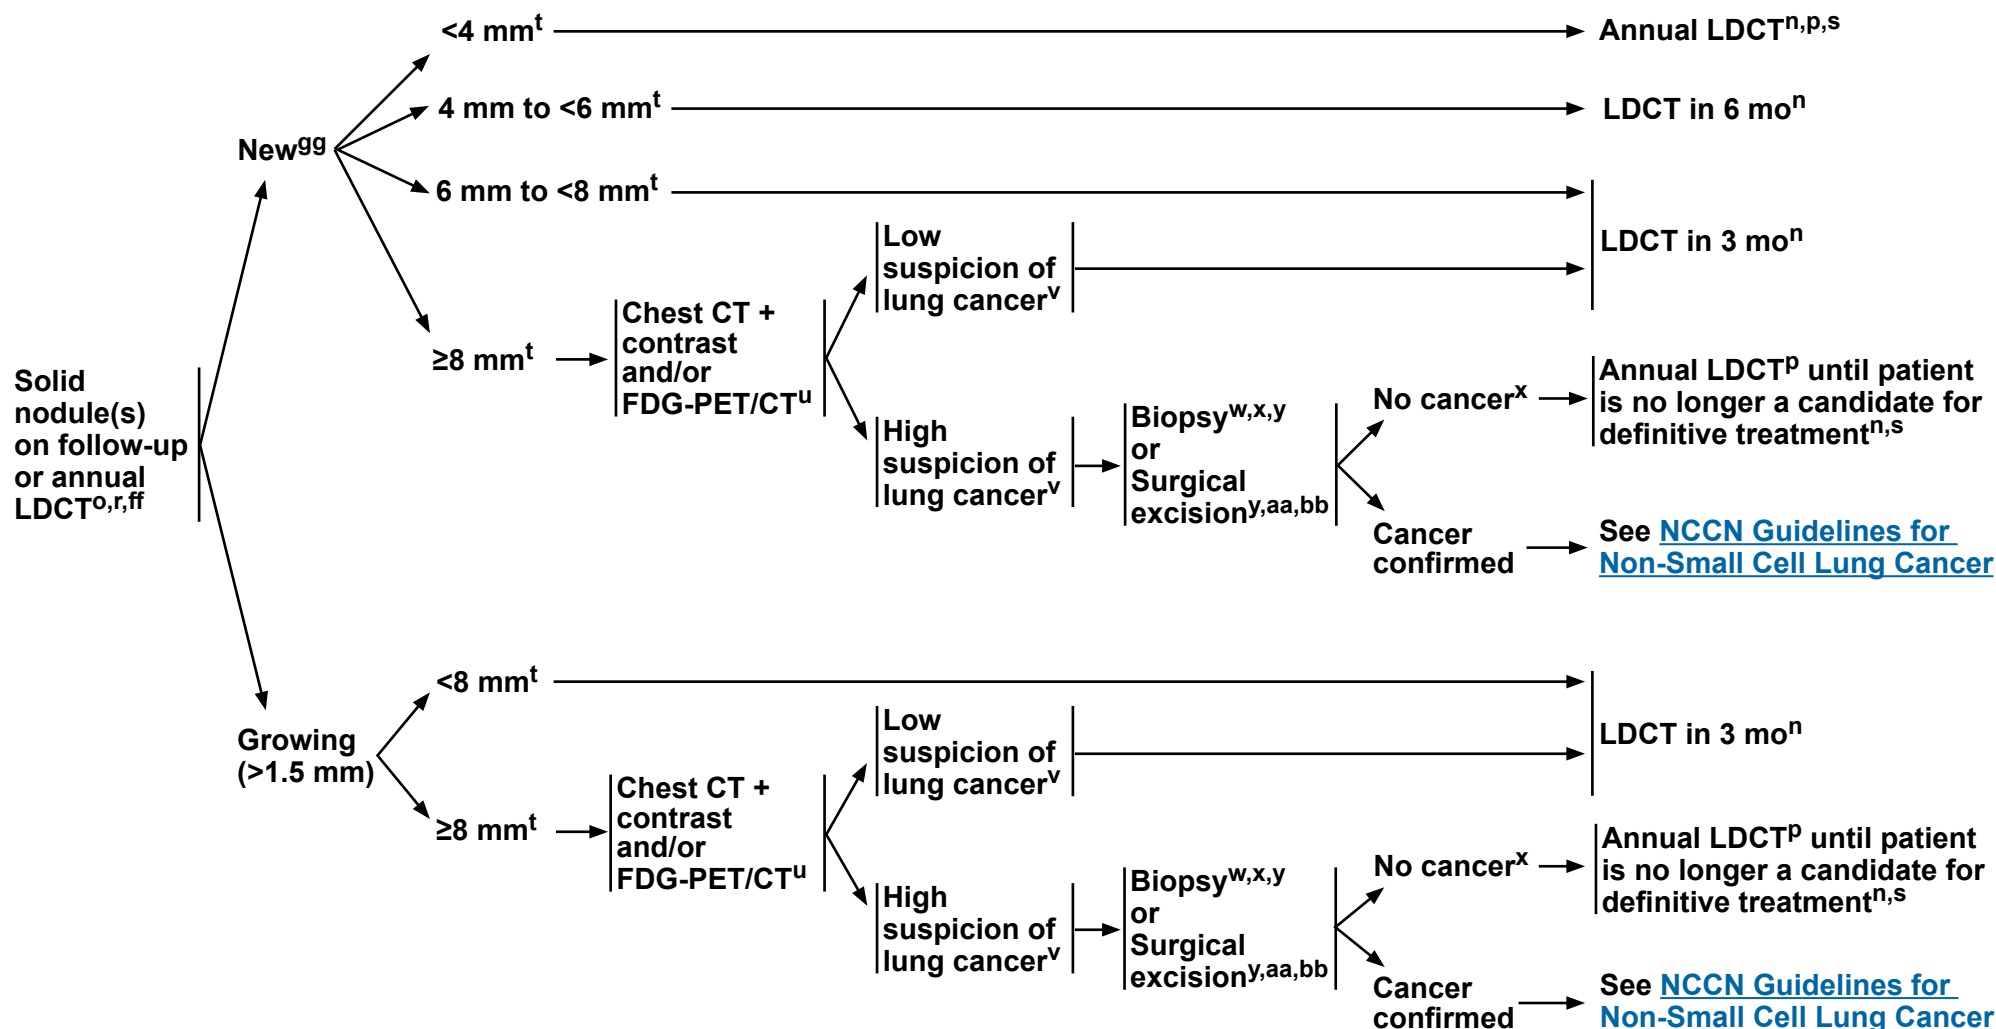 Solid
nodule(s)
on follow-up
or annual
LDCTo,r,ff
Newgg
<4 mmt
Annual LDCTn,p,s
4 mm to <6 mmt
LDCT in 6 mon
6 mm to <8 mmt
LDCT in 3 mon
≥8 mmt
Chest CT +
contrast
and/or
FDG-PET/CTu
Low
suspicion of
lung cancerv
High
suspicion of
lung cancerv
Biopsyw,x,y
or
Surgical
excisiony,aa,bb
No cancerx
Annual LDCTp until patient
is no longer a candidate for
definitive treatmentn,s
Cancer
confirmed
See NCCN Guidelines for
Non-Small Cell Lung Cancer
Growing
(>1.5 mm)
<8 mmt
LDCT in 3 mon
≥8 mmt
Chest CT +
contrast
and/or
FDG-PET/CTu
Low
suspicion of
lung cancerv
High
suspicion of
lung cancerv
Biopsyw,x,y
or
Surgical
excisiony,aa,bb
No cancerx
Annual LDCTp until patient
is no longer a candidate for
definitive treatmentn,s
Cancer
confirmed
See NCCN Guidelines for
Non-Small Cell Lung Cancer